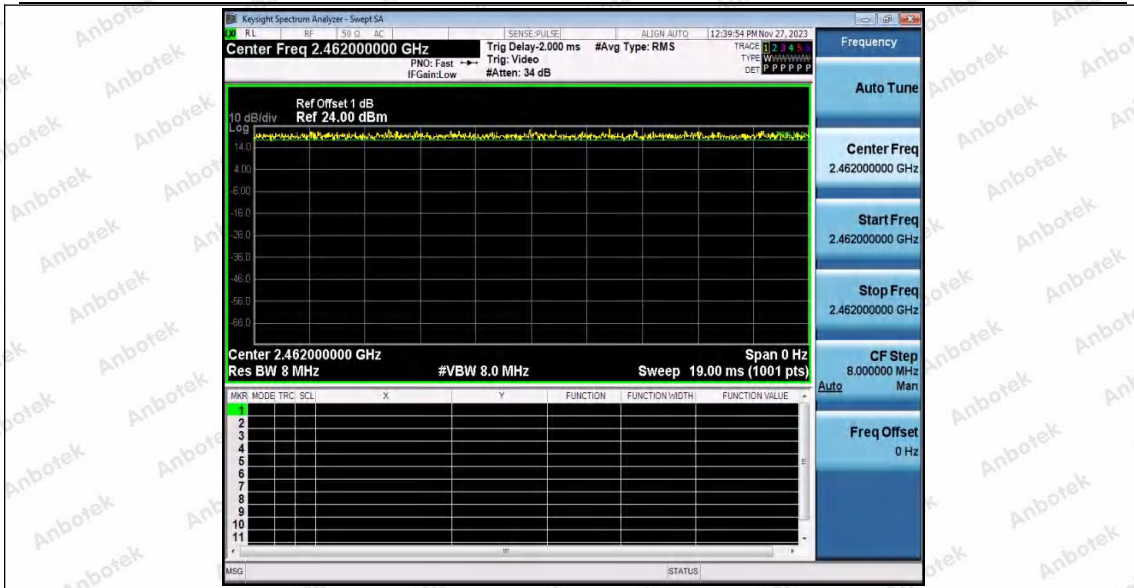 Keysight Spectrum Analyzer - Swept SA
RL RF 50 Ω AC SENSE:PULSE ALIGN AUTO 12:39:54 PM Nov 27, 2023
Center Freq 2.462000000 GHz Trig Delay-2.000 ms #Avg Type: RMS TRACE 1 2 3 4 5 6
PNO: Fast Trig: Video TYPE WWWWWW
IFGain:Low #Atten: 34 dB DET P P P P P P
Ref Offset 1 dB
10 dB/div Ref 24.00 dBm
Log
14.0
4.00
-6.00
-16.0
-26.0
-36.0
-46.0
-56.0
-66.0
Center 2.462000000 GHz Span 0 Hz
Res BW 8 MHz #VBW 8.0 MHz Sweep 19.00 ms (1001 pts)
MKR MODE TRC SCL X Y FUNCTION FUNCTION WIDTH FUNCTION VALUE
1
2
3
4
5
6
7
8
9
10
11
MSG STATUS
Frequency
Auto Tune
Center Freq
2.462000000 GHz
Start Freq
2.462000000 GHz
Stop Freq
2.462000000 GHz
CF Step
8.000000 MHz
Auto Man
Freq Offset
0 Hz
Anbotek